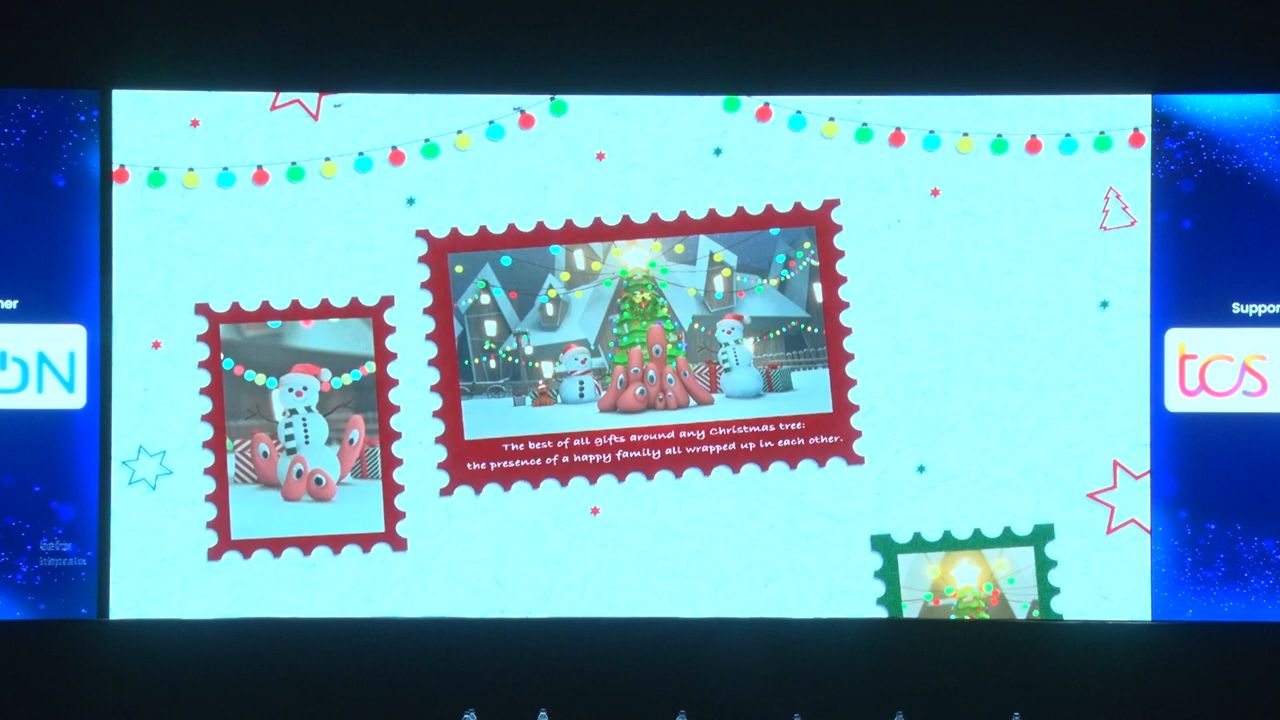 The best of all gifts around any Christmas tree:
the presence of a happy family all wrapped up in each other.
Suppor
tcs
ner
ON